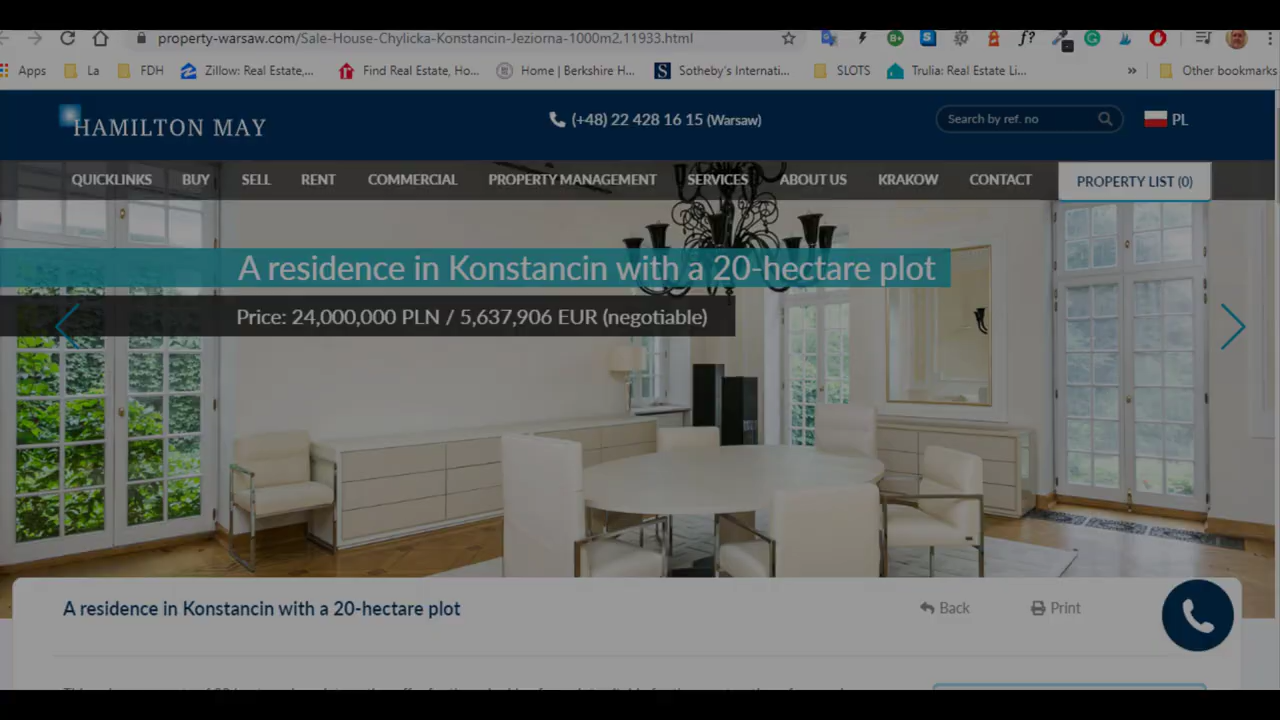 property-warsaw.com/Sale-House-Chylicka-Konstancin-Jeziorna-1000m2,11933.html
Apps La FDH Zillow: Real Estate,... Find Real Estate, Ho... Home | Berkshire H... Sotheby's Internati... SLOTS Trulia: Real Estate Li... » Other bookmarks
HAMILTON MAY
(+48) 22 428 16 15 (Warsaw)
Search by ref. no
PL
QUICKLINKS BUY SELL RENT COMMERCIAL PROPERTY MANAGEMENT SERVICES ABOUT US KRAKOW CONTACT PROPERTY LIST (0)
A residence in Konstancin with a 20-hectare plot
Price: 24,000,000 PLN / 5,637,906 EUR (negotiable)
A residence in Konstancin with a 20-hectare plot
Back Print